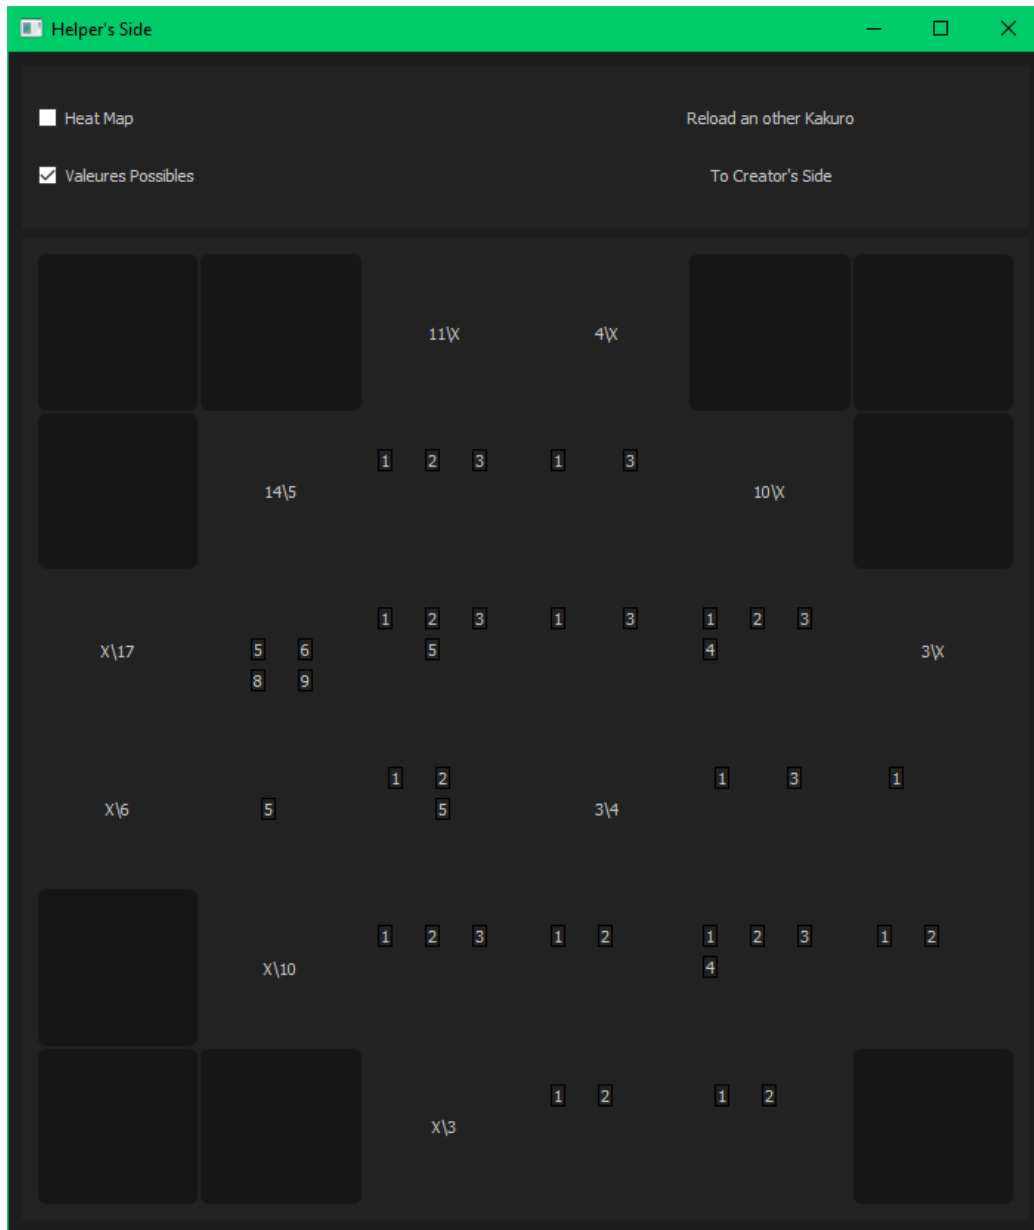 Helper's Side
Heat Map
Reload an other Kakuro
Valeures Possibles
To Creator's Side
11\X 4\X
1 2 3 1 3
14\5 10\X
1 2 3 1 3 1 2 3
X\17 5 6 5 4 3\X
8 9
1 2 1 3 1
X\6 5 5 3\4
1 2 3 1 2 1 2 3 1 2
X\10 4
1 2 1 2
X\3